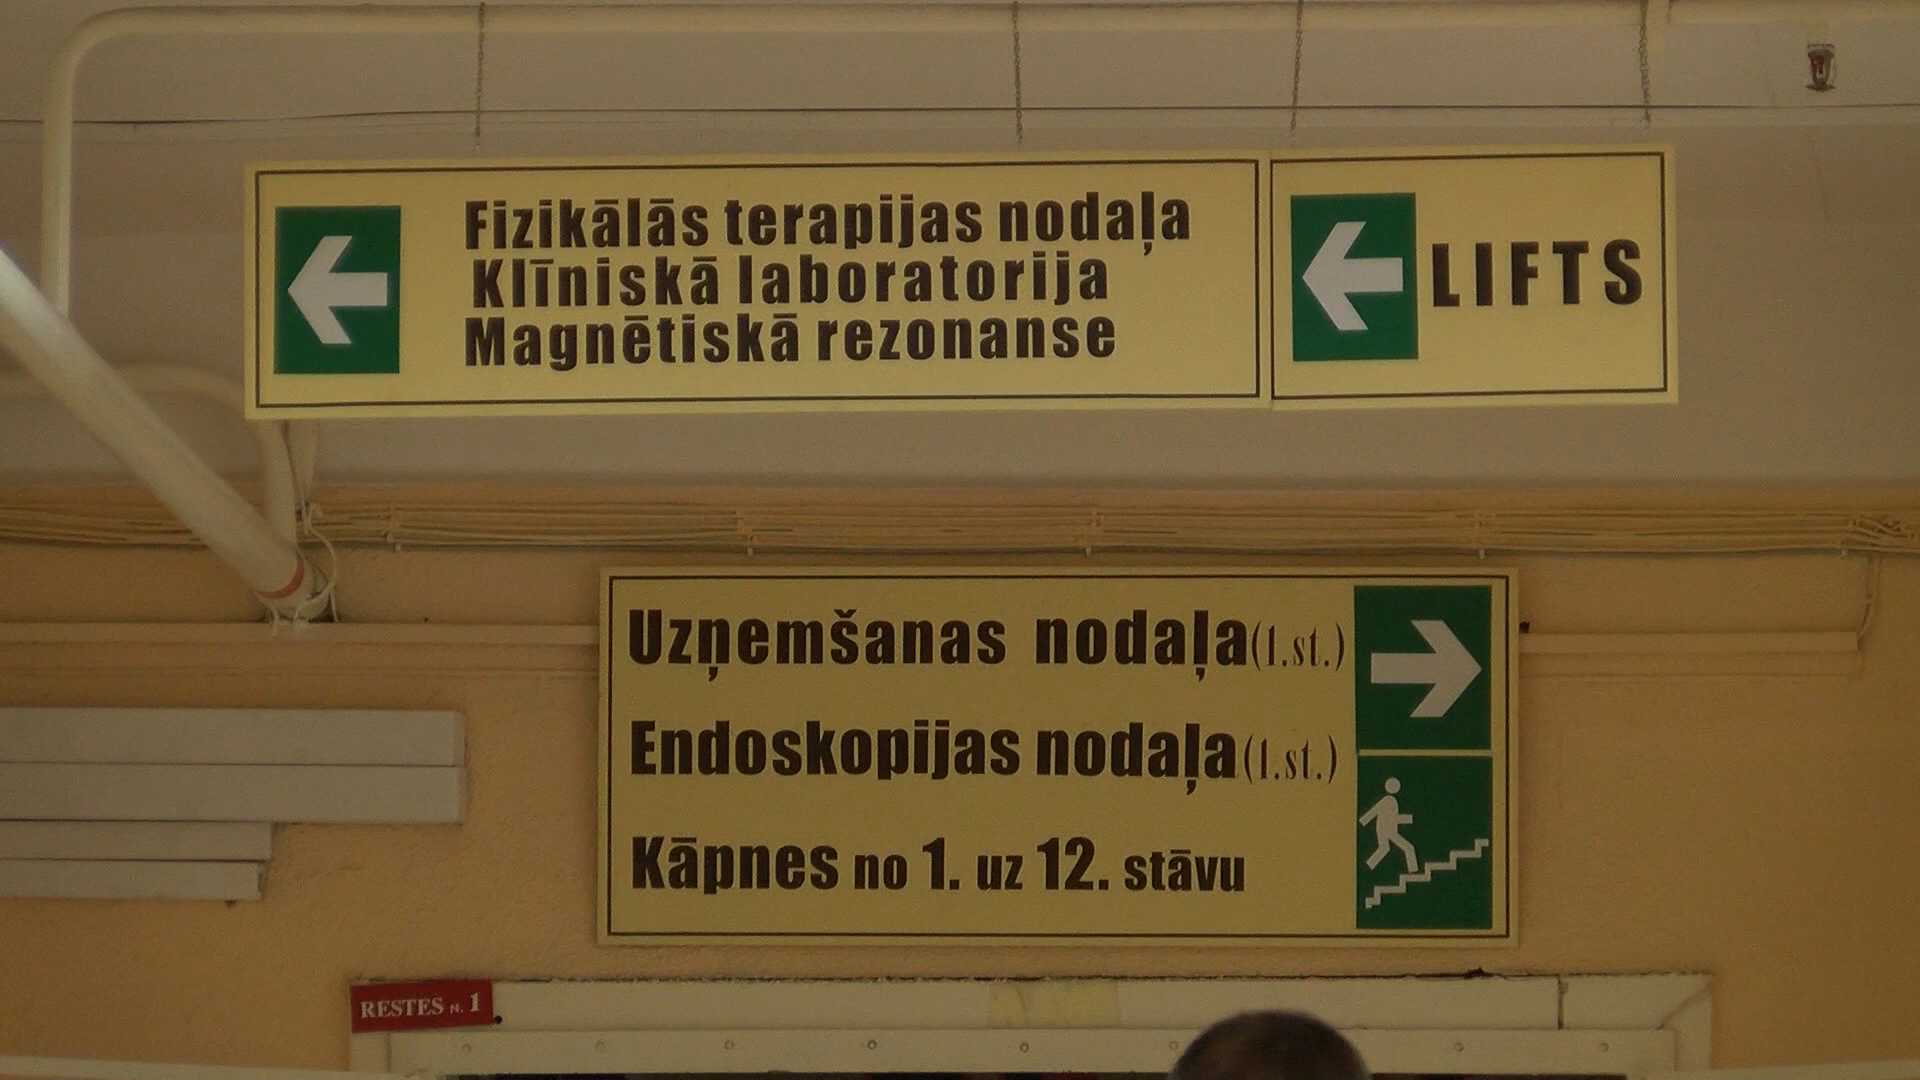 Fizikālās terapijas nodaļa
Klīniskā laboratorija
Magnētiskā rezonanse
LIFTS
Uzņemšanas nodaļa (1.st.)
Endoskopijas nodaļa (1.st.)
Kāpnes no 1. uz 12. stāvu
RESTES N. 1